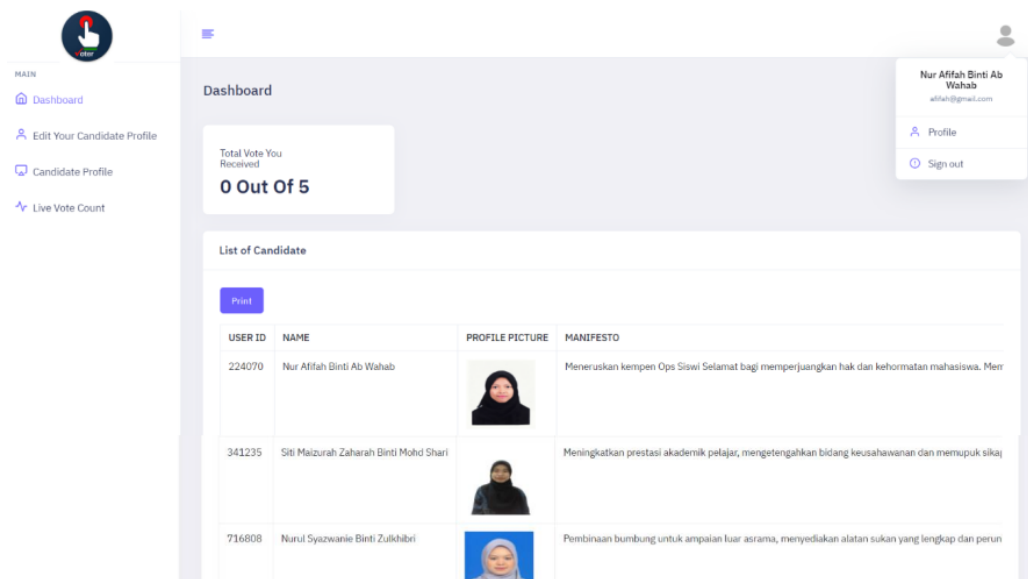 Voter
MAIN
Dashboard
Edit Your Candidate Profile
Candidate Profile
Live Vote Count
Nur Afifah Binti Ab
Wahab
afifah@gmail.com
Profile
Sign out
Dashboard
Total Vote You
Received
0 Out Of 5
List of Candidate
Print
USER ID NAME PROFILE PICTURE MANIFESTO
224070 Nur Afifah Binti Ab Wahab Meneruskan kempen Ops Siswi Selamat bagi memperjuangkan hak dan kehormatan mahasiswa. Mem
341235 Siti Maizurah Zaharah Binti Mohd Shari Meningkatkan prestasi akademik pelajar, mengetengahkan bidang keusahawanan dan memupuk sikap
716808 Nurul Syazwanie Binti Zulkhibri Pembinaan bumbung untuk ampaian luar asrama, menyediakan alatan sukan yang lengkap dan perun